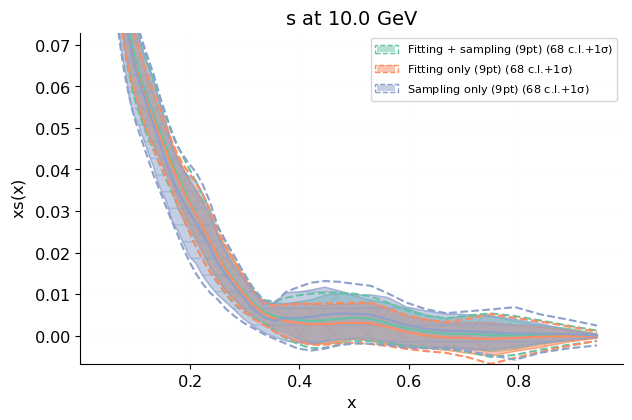 s at 10.0 GeV
Fitting + sampling (9pt) (68 c.l.+1σ)
Fitting only (9pt) (68 c.l.+1σ)
Sampling only (9pt) (68 c.l.+1σ)
xs(x)
0.07
0.06
0.05
0.04
0.03
0.02
0.01
0.00
0.2 0.4 0.6 0.8
x